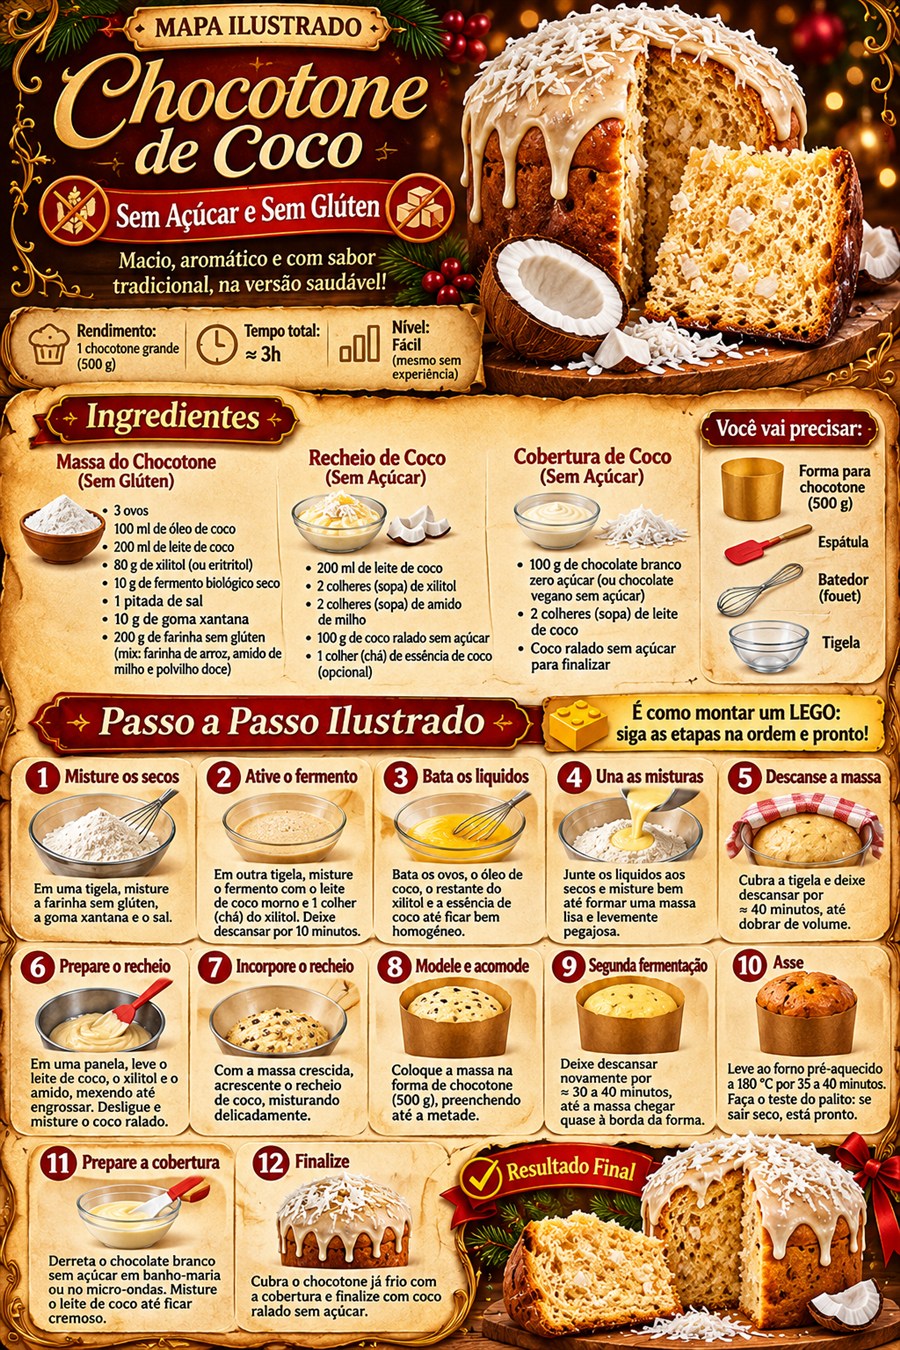 MAPA ILUSTRADO
Chocotone
de Coco
Sem Açúcar e Sem Glúten
Macio, aromático e com sabor
tradicional, na versão saudável!
Rendimento:
1 chocotone grande
(500 g)
Tempo total:
≈ 3h
Nível:
Fácil
(mesmo sem
experiência)
Ingredientes
Massa do Chocotone
(Sem Glúten)
• 3 ovos
100 ml de óleo de coco
• 200 ml de leite de coco
• 80 g de xilitol (ou eritritol)
• 10 g de fermento biológico seco
• 1 pitada de sal
• 10 g de goma xantana
• 200 g de farinha sem glúten
(mix: farinha de arroz, amido de
milho e polvilho doce)
Recheio de Coco
(Sem Açúcar)
• 200 ml de leite de coco
• 2 colheres (sopa) de xilitol
• 2 colheres (sopa) de amido
de milho
• 100 g de coco ralado sem açúcar
• 1 colher (chá) de essência de coco
(opcional)
Cobertura de Coco
(Sem Açúcar)
• 100 g de chocolate branco
zero açúcar (ou chocolate
vegano sem açúcar)
• 2 colheres (sopa) de leite
de coco
• Coco ralado sem açúcar
para finalizar
Você vai precisar:
Forma para
chocotone
(500 g)
Espátula
Batedor
(fouet)
Tigela
Passo a Passo Ilustrado
É como montar um LEGO:
siga as etapas na ordem e pronto!
1 Misture os secos
Em uma tigela, misture
a farinha sem glúten,
a goma xantana e o sal.
2 Ative o fermento
Em outra tigela, misture
o fermento com o leite
de coco morno e 1 colher
(chá) do xilitol. Deixe
descansar por 10 minutos.
3 Bata os liquidos
Bata os ovos, o óleo de
coco, o restante do
xilitol e a essência de
coco até ficar bem
homogéneo.
4 Una as misturas
Junte os liquidos aos
secos e misture bem
até formar uma massa
lisa e levemente
pegajosa.
5 Descanse a massa
Cubra a tigela e deixe
descansar por
≈ 40 minutos, até
dobrar de volume.
6 Prepare o recheio
Em uma panela, leve o
leite de coco, o xilitol e o
amido, mexendo até
engrossar. Desligue e
misture o coco ralado.
7 Incorpore o recheio
Com a massa crescida,
acrescente o recheio
de coco, misturando
delicadamente.
8 Modele e acomode
Coloque a massa na
forma de chocotone
(500 g), preenchendo
até a metade.
9 Segunda fermentação
Deixe descansar
novamente por
≈ 30 a 40 minutos,
até a massa chegar
quase à borda da forma.
10 Asse
Leve ao forno pré-aquecido
a 180 °C por 35 a 40 minutos.
Faça o teste do palito: se
sair seco, está pronto.
11 Prepare a cobertura
Derreta o chocolate branco
sem açúcar em banho-maria
ou no micro-ondas. Misture
o leite de coco até ficar
cremoso.
12 Finalize
Cubra o chocotone já frio com
a cobertura e finalize com coco
ralado sem açúcar.
Resultado Final